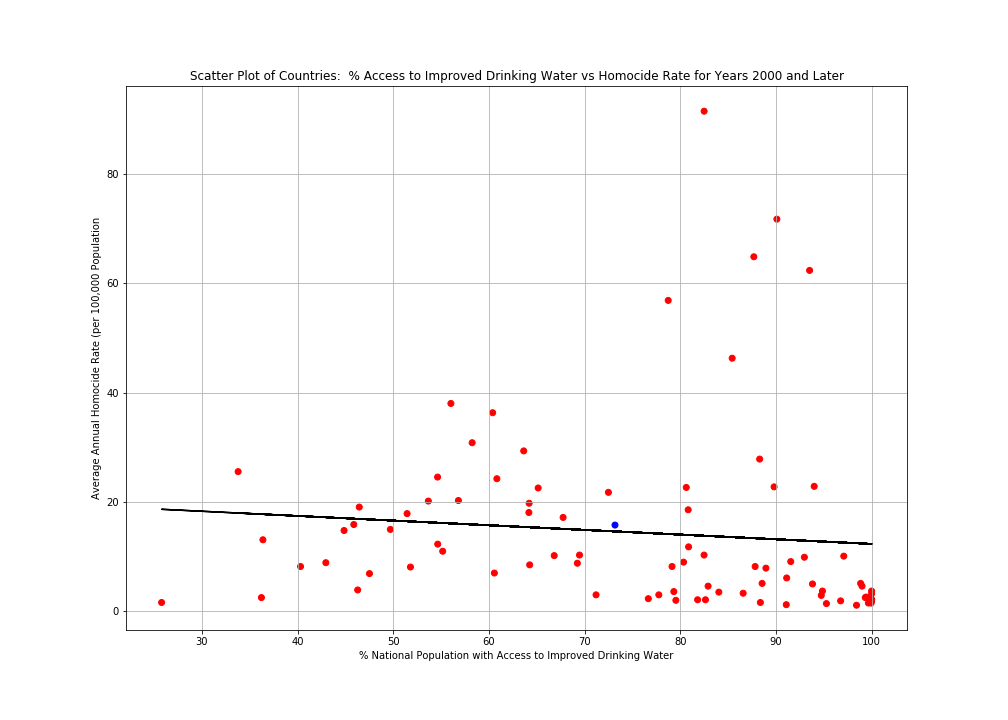 Scatter Plot of Countries:  % Access to Improved Drinking Water vs Homocide Rate for Years 2000 and Later
Average Annual Homocide Rate (per 100,000 Population
80
60
40
20
0
30 40 50 60 70 80 90 100
% National Population with Access to Improved Drinking Water